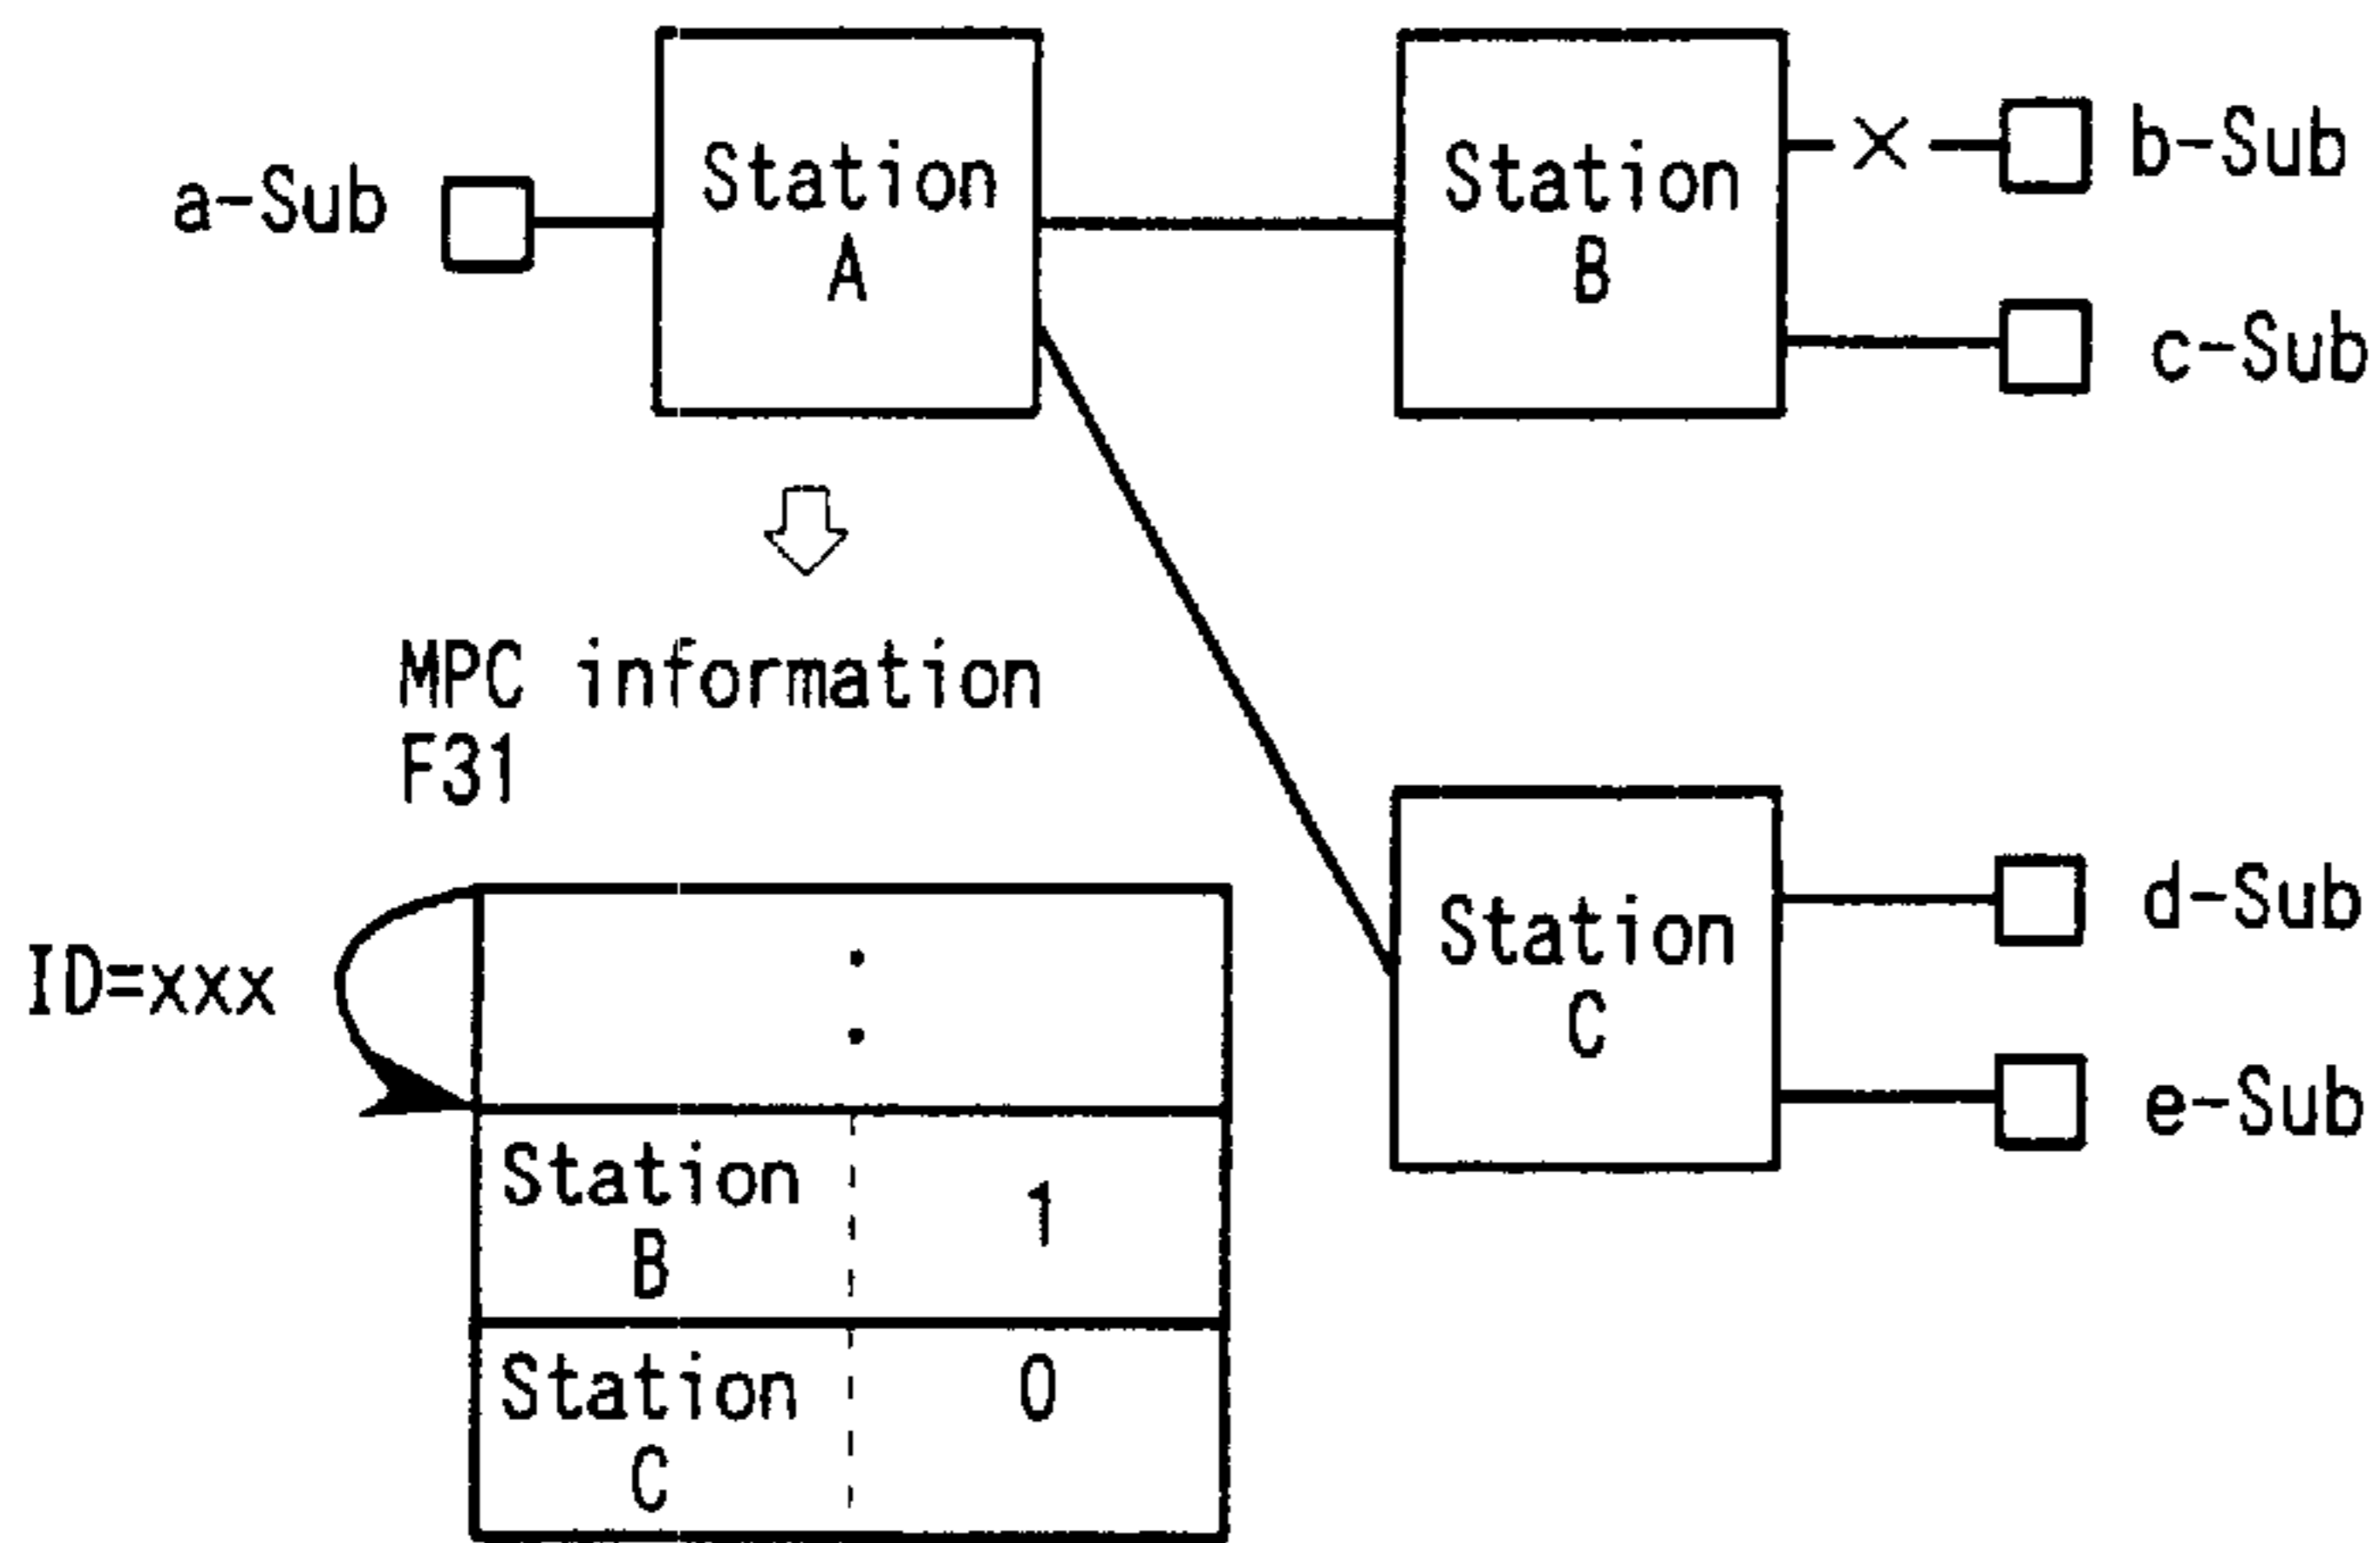 a-Sub
Station
A
Station
B
b-Sub
c-Sub
MPC information
F31
Station
C
d-Sub
e-Sub
ID=xxx
Station
B
1
Station
C
0